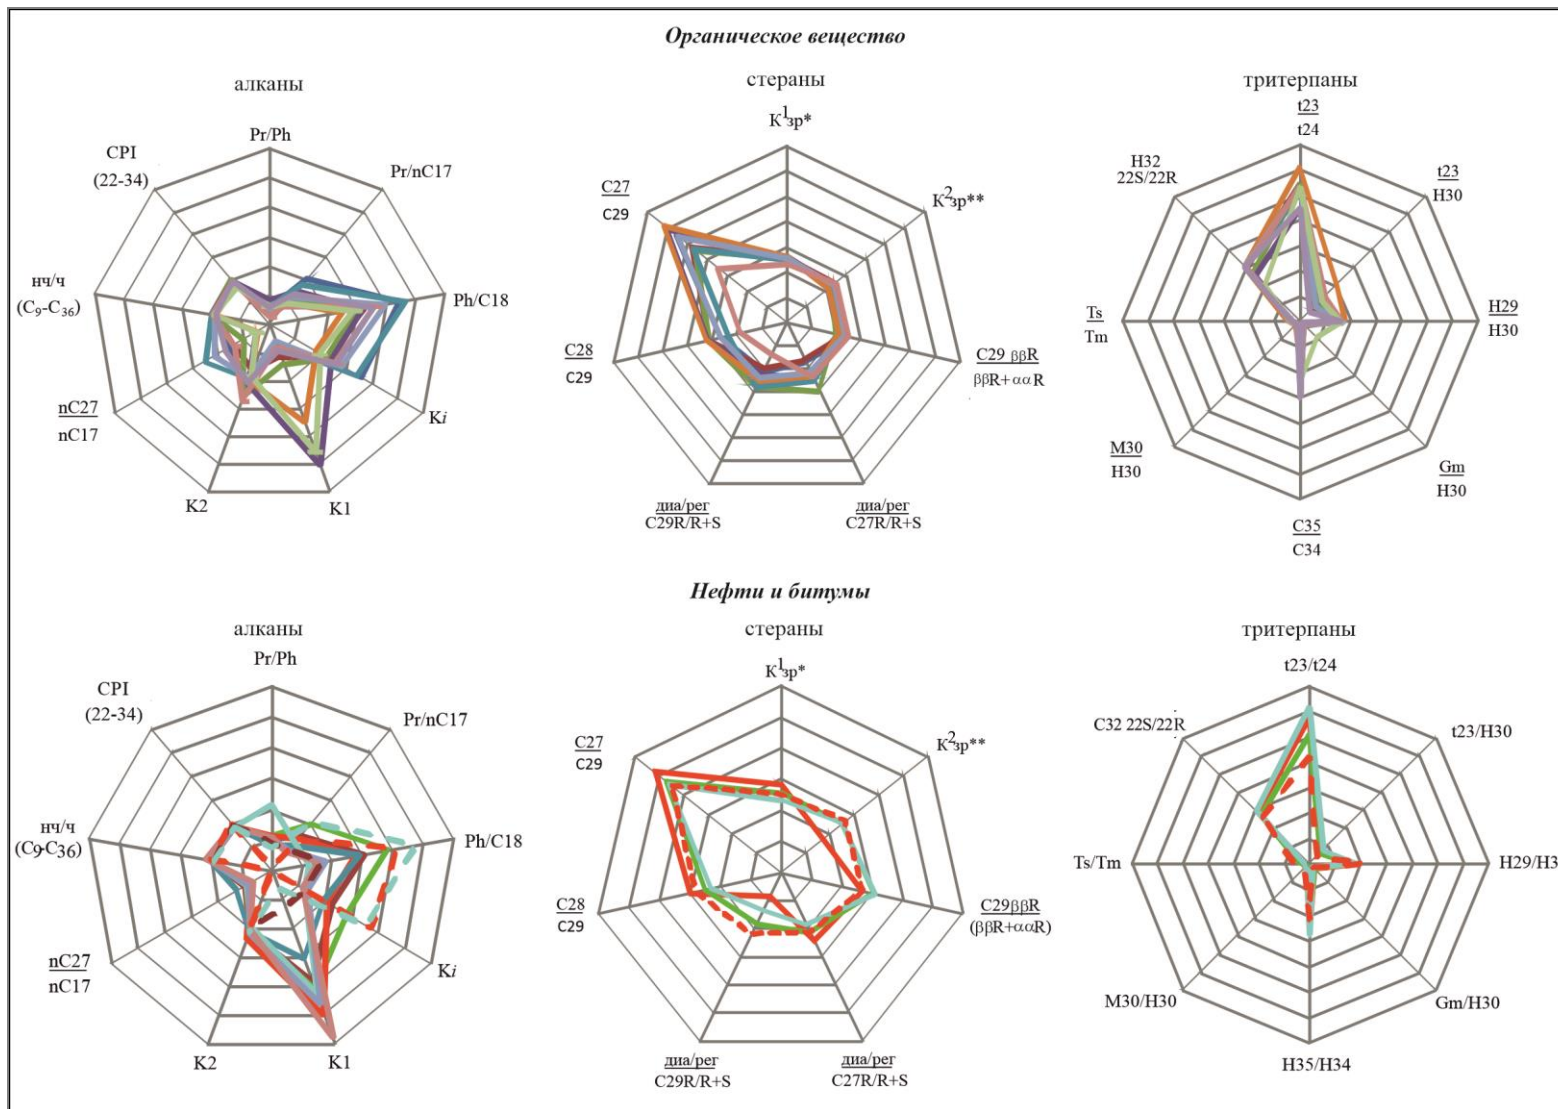 Органическое вещество
алканы
Pr/Ph
CPI
(22-34)
Pr/nC17
нч/ч
(C₉-C₃₆)
Ph/C18
nC27
nC17
Ki
K2
K1
стераны
К¹зр*
C27
C29
К²зр**
C28
C29
C29 ββR
ββR+ααR
диа/рег
C29R/R+S
диа/рег
C27R/R+S
тритерпаны
t23
t24
H32
22S/22R
t23
H30
Ts
Tm
H29
H30
M30
H30
Gm
H30
C35
C34
Нефти и битумы
алканы
Pr/Ph
CPI
(22-34)
Pr/nC17
нч/ч
(C₉-C₃₆)
Ph/C18
nC27
nC17
Ki
K2
K1
стераны
К¹зр*
C27
C29
К²зр**
C28
C29
C29ββR
(ββR+ααR)
диа/рег
C29R/R+S
диа/рег
C27R/R+S
тритерпаны
t23/t24
C32 22S/22R
t23/H30
Ts/Tm
H29/H3
M30/H30
Gm/H30
H35/H34